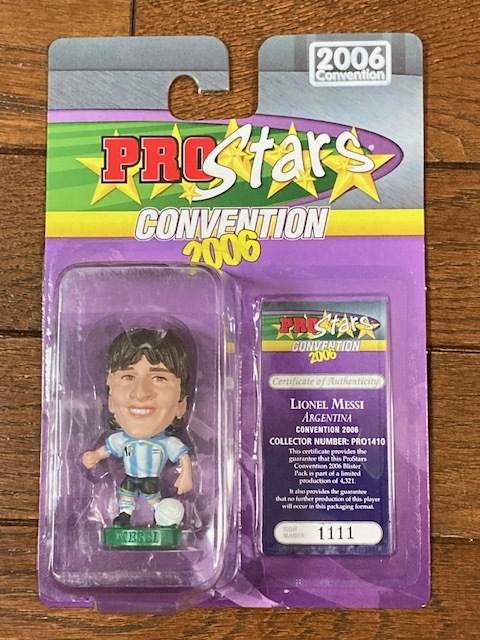 2006
Convention
PROStars
CONVENTION
2006
PROStars
CONVENTION
2006
Certificate of Authenticity
LIONEL MESSI
ARGENTINA
CONVENTION 2006
COLLECTOR NUMBER: PRO1410
This certificate provides the
guarantee that this ProStars
Convention 2006 Blister
Pack is part of a limited
production of 4,321.
It also provides the guarantee
that no further production of this player
will occur in this packaging format.
ISSUE
NUMBER
1111
MESSI